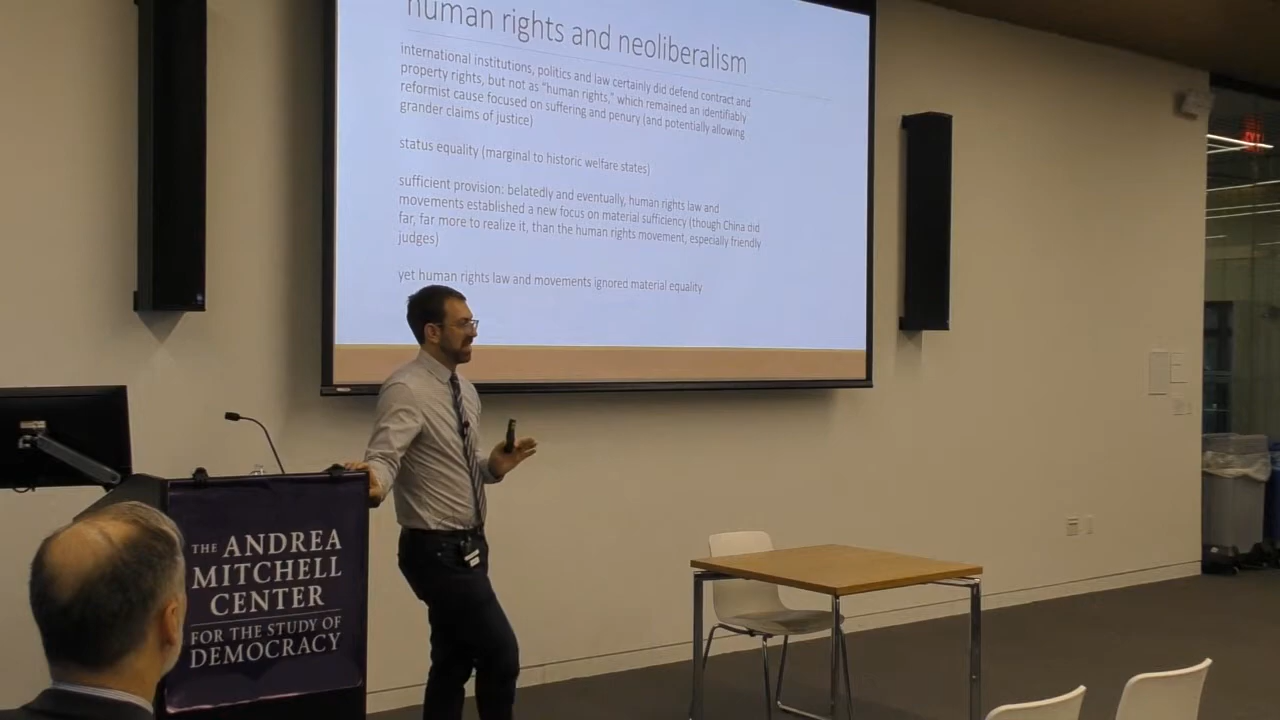 human rights and neoliberalism
international institutions, politics and law certainly did defend contract and
property rights, but not as "human rights," which remained an identifiably
reformist cause focused on suffering and penury (and potentially allowing
grander claims of justice)
status equality (marginal to historic welfare states)
sufficient provision: belatedly and eventually, human rights law and
movements established a new focus on material sufficiency (though China did
far, far more to realize it, than the human rights movement, especially friendly
judges)
yet human rights law and movements ignored material equality
THE ANDREA
MITCHELL
CENTER
FOR THE STUDY OF
DEMOCRACY
EXIT